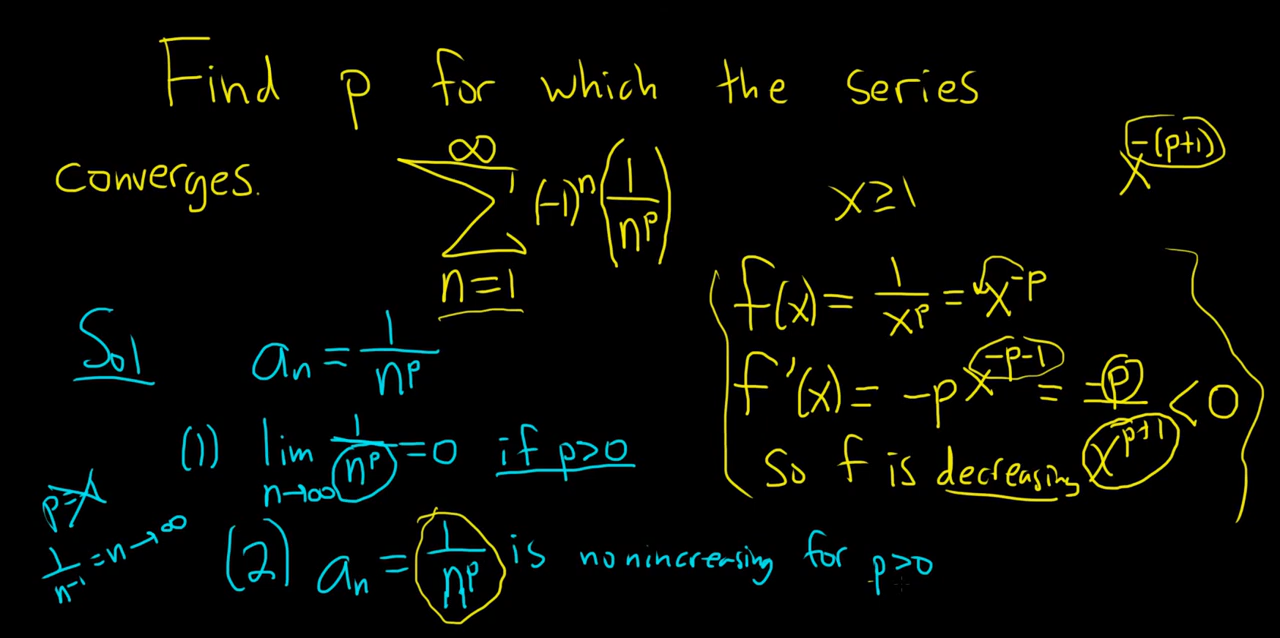 Find p for which the series
converges. ∞ Σ n=1 (-1)^n (1/n^p)
x ≥ 1
x^-(p+1)
f(x) = 1/x^p = x^-p
f'(x) = -p x^-p-1 = -p/x^p+1 < 0
So f is decreasing
Sol a_n = 1/n^p
(1) lim n→∞ 1/n^p = 0 if p>0
p=-1
1/n^-1 = n → ∞
(2) a_n = 1/n^p is nonincreasing for p>0